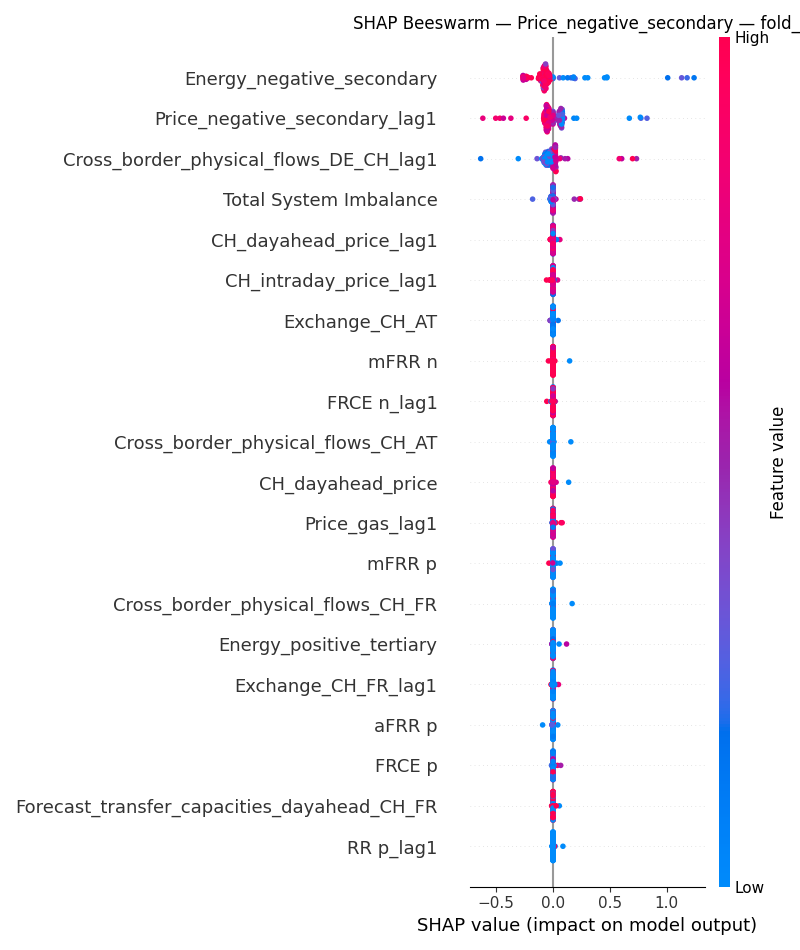 SHAP Beeswarm — Price_negative_secondary — fold_
High
Energy_negative_secondary
Price_negative_secondary_lag1
Cross_border_physical_flows_DE_CH_lag1
Total System Imbalance
CH_dayahead_price_lag1
CH_intraday_price_lag1
Exchange_CH_AT
mFRR n
FRCE n_lag1
Cross_border_physical_flows_CH_AT
CH_dayahead_price
Price_gas_lag1
mFRR p
Cross_border_physical_flows_CH_FR
Energy_positive_tertiary
Exchange_CH_FR_lag1
aFRR p
FRCE p
Forecast_transfer_capacities_dayahead_CH_FR
RR p_lag1
Feature value
Low
−0.5 0.0 0.5 1.0
SHAP value (impact on model output)